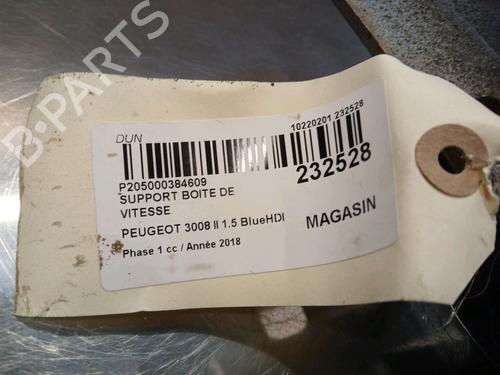 DUN
10220201 232528
P205000384609
232528
SUPPORT BOITE DE
VITESSE
PEUGEOT 3008 II 1.5 BlueHDI
MAGASIN
Phase 1 cc / Année 2018
B-PARTS